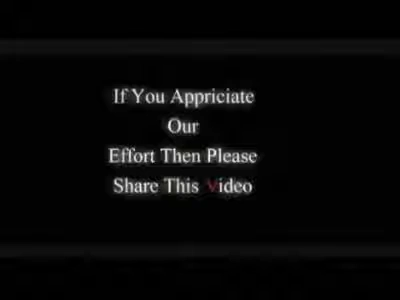 If You Appriciate
Our
Effort Then Please
Share This Video